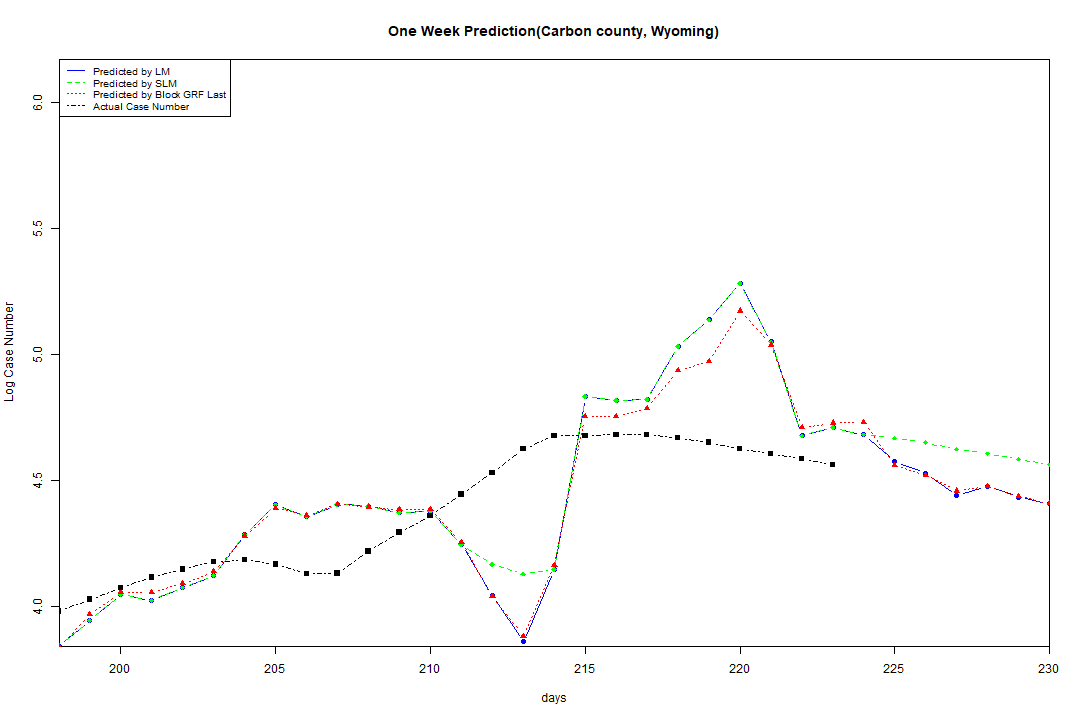 One Week Prediction(Carbon county, Wyoming)
Predicted by LM
Predicted by SLM
Predicted by Block GRF Last
Actual Case Number
6.0
5.5
5.0
4.5
4.0
Log Case Number
200 205 210 215 220 225 230
days